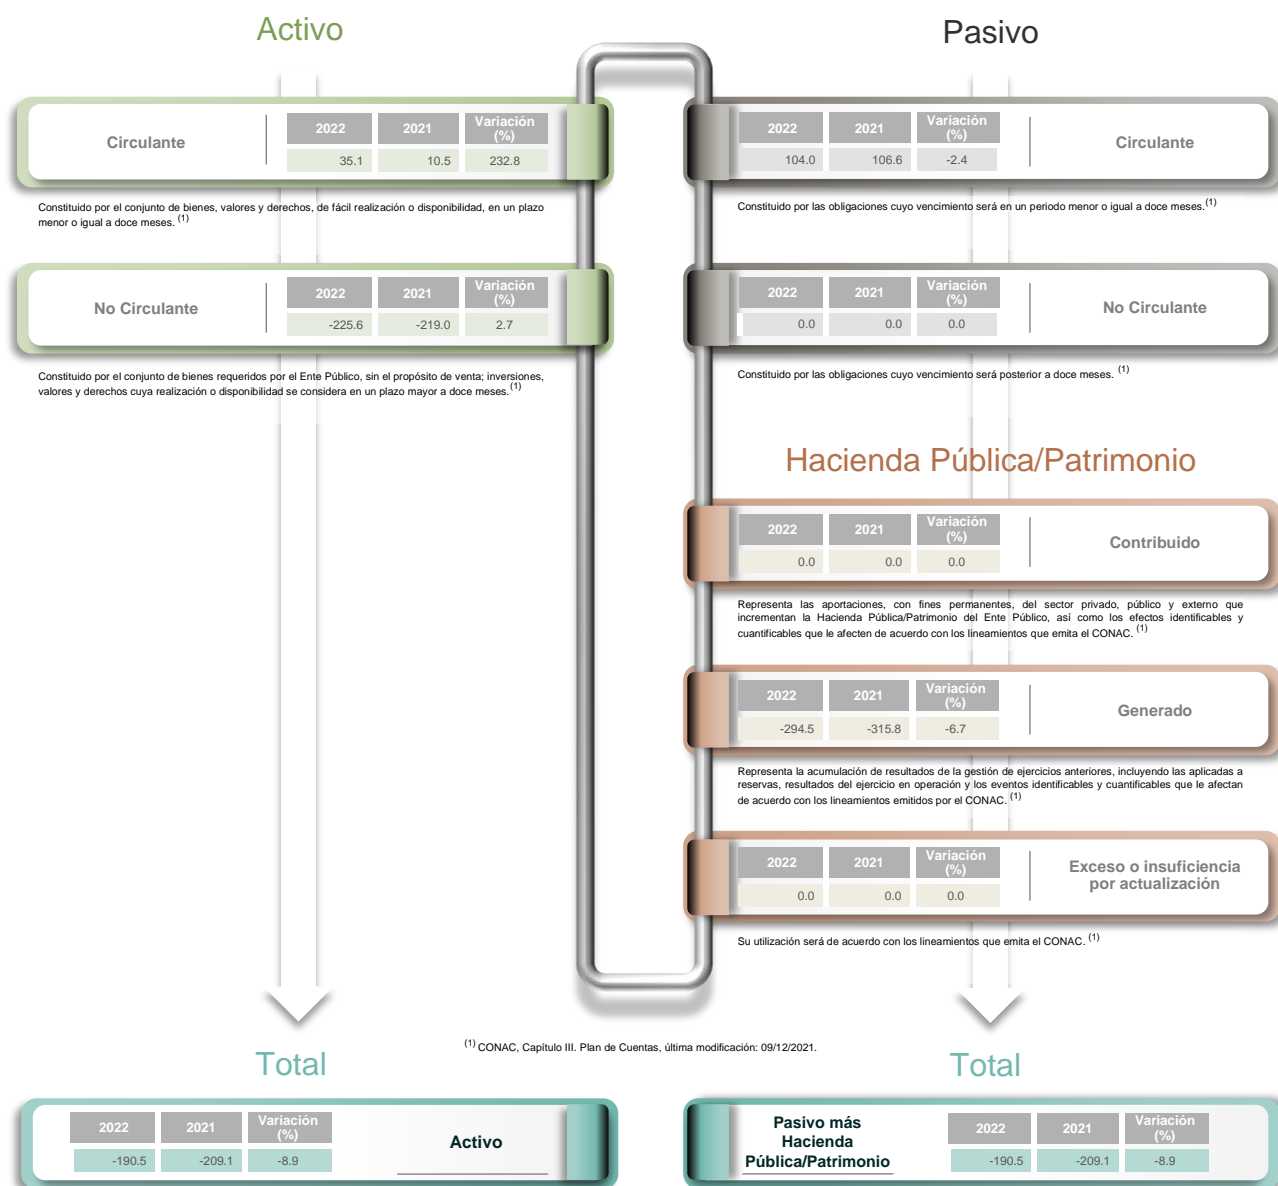 Activo
Circulante
2022 2021 Variación (%)
35.1 10.5 232.8
Constituido por el conjunto de bienes, valores y derechos, de fácil realización o disponibilidad, en un plazo
menor o igual a doce meses. (1)
No Circulante
2022 2021 Variación (%)
-225.6 -219.0 2.7
Constituido por el conjunto de bienes requeridos por el Ente Público, sin el propósito de venta; inversiones,
valores y derechos cuya realización o disponibilidad se considera en un plazo mayor a doce meses. (1)
Pasivo
2022 2021 Variación (%)
104.0 106.6 -2.4
Circulante
Constituido por las obligaciones cuyo vencimiento será en un periodo menor o igual a doce meses. (1)
2022 2021 Variación (%)
0.0 0.0 0.0
No Circulante
Constituido por las obligaciones cuyo vencimiento será posterior a doce meses. (1)
Hacienda Pública/Patrimonio
2022 2021 Variación (%)
0.0 0.0 0.0
Contribuido
Representa las aportaciones, con fines permanentes, del sector privado, público y externo que
incrementan la Hacienda Pública/Patrimonio del Ente Público, así como los efectos identificables y
cuantificables que le afecten de acuerdo con los lineamientos que emita el CONAC. (1)
2022 2021 Variación (%)
-294.5 -315.8 -6.7
Generado
Representa la acumulación de resultados de la gestión de ejercicios anteriores, incluyendo las aplicadas a
reservas, resultados del ejercicio en operación y los eventos identificables y cuantificables que le afectan
de acuerdo con los lineamientos emitidos por el CONAC. (1)
2022 2021 Variación (%)
0.0 0.0 0.0
Exceso o insuficiencia
por actualización
Su utilización será de acuerdo con los lineamientos que emita el CONAC. (1)
(1) CONAC, Capítulo III. Plan de Cuentas, última modificación: 09/12/2021.
Total
2022 2021 Variación (%)
-190.5 -209.1 -8.9
Activo
Total
Pasivo más
Hacienda
Pública/Patrimonio
2022 2021 Variación (%)
-190.5 -209.1 -8.9